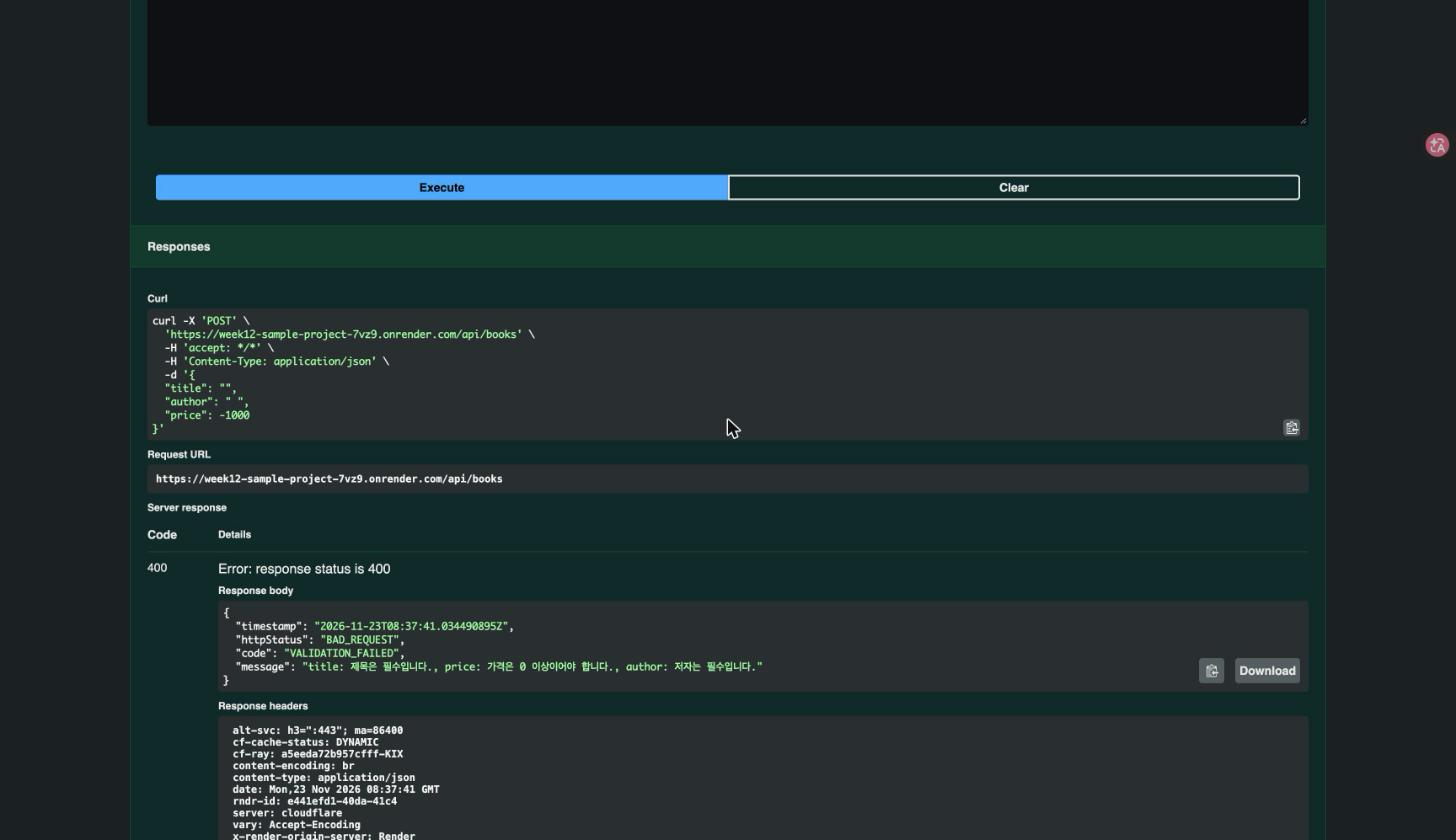 Execute
Clear
Responses
Curl
curl -X 'POST' \
'https://week12-sample-project-7vz9.onrender.com/api/books' \
-H 'accept: */*' \
-H 'Content-Type: application/json' \
-d '{
"title": "",
"author": " ",
"price": -1000
}'
Request URL
https://week12-sample-project-7vz9.onrender.com/api/books
Server response
Code Details
400 Error: response status is 400
Response body
{
"timestamp": "2026-11-23T08:37:41.034490895Z",
"httpStatus": "BAD_REQUEST",
"code": "VALIDATION_FAILED",
"message": "title: 제목은 필수입니다., price: 가격은 0 이상이어야 합니다., author: 저자는 필수입니다."
}
Download
Response headers
alt-svc: h3=":443"; ma=86400
cf-cache-status: DYNAMIC
cf-ray: a5eeda72b957cfff-KIX
content-encoding: br
content-type: application/json
date: Mon,23 Nov 2026 08:37:41 GMT
rndr-id: e441efd1-40da-41c4
server: cloudflare
vary: Accept-Encoding
x-render-origin-server: Render